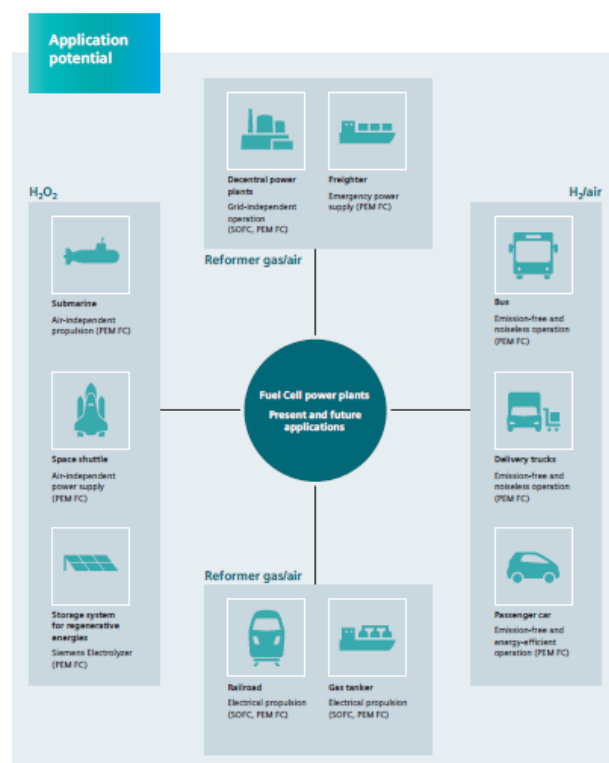 Application
potential
Decentral power
plants
Grid-independent
operation
(SOFC, PEM FC)
Freighter
Emergency power
supply (PEM FC)
Reformer gas/air
H₂O₂
Submarine
Air-independent
propulsion (PEM FC)
Space shuttle
Air-independent
power supply
(PEM FC)
Storage system
for regenerative
energies
Siemens Electrolyzer
(PEM FC)
Fuel Cell power plants
Present and future
applications
H₂/air
Bus
Emission-free and
noiseless operation
(PEM FC)
Delivery trucks
Emission-free and
noiseless operation
(PEM FC)
Passenger car
Emission-free and
energy-efficient
operation (PEM FC)
Reformer gas/air
Railroad
Electrical propulsion
(SOFC, PEM FC)
Gas tanker
Electrical propulsion
(SOFC, PEM FC)